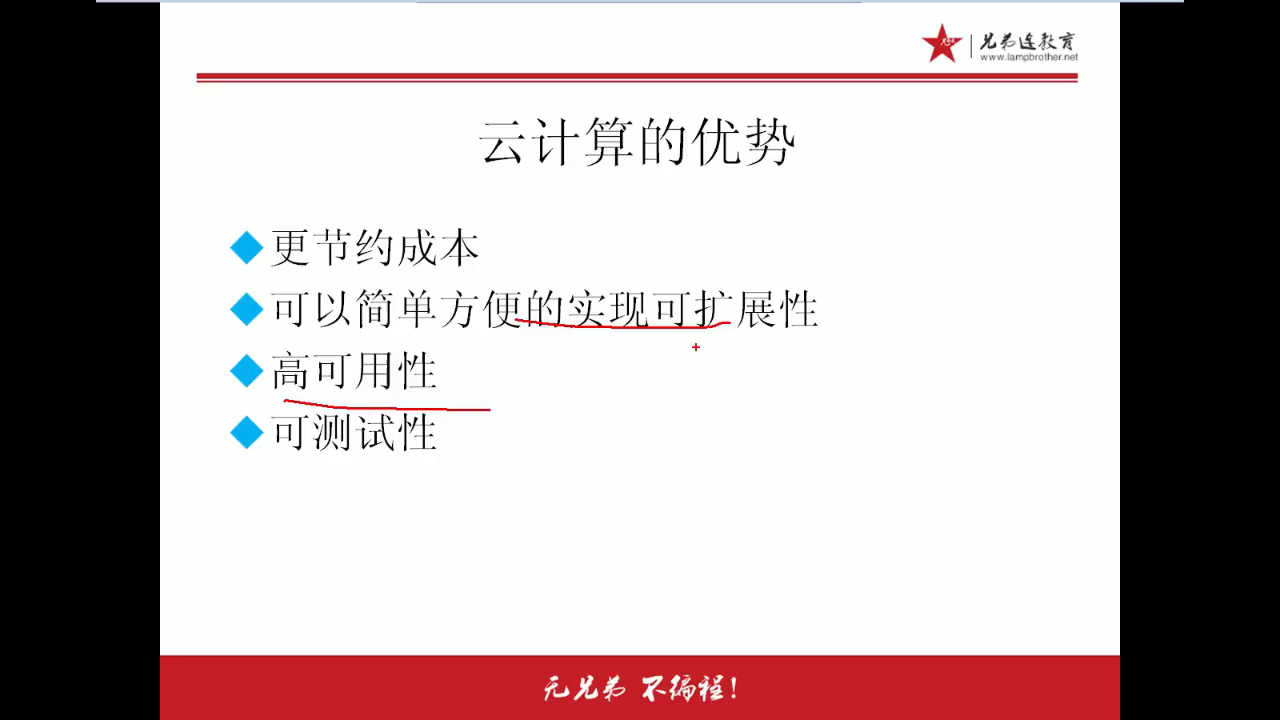 兄弟连教育
www.lampbrother.net
云计算的优势
更节约成本
可以简单方便的实现可扩展性
高可用性
可测试性
无兄弟 不编程!